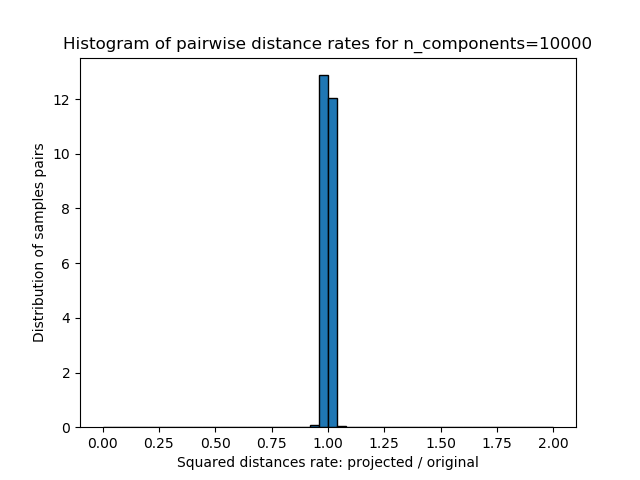 Histogram of pairwise distance rates for n_components=10000
Distribution of samples pairs
12
10
8
6
4
2
0
0.00 0.25 0.50 0.75 1.00 1.25 1.50 1.75 2.00
Squared distances rate: projected / original